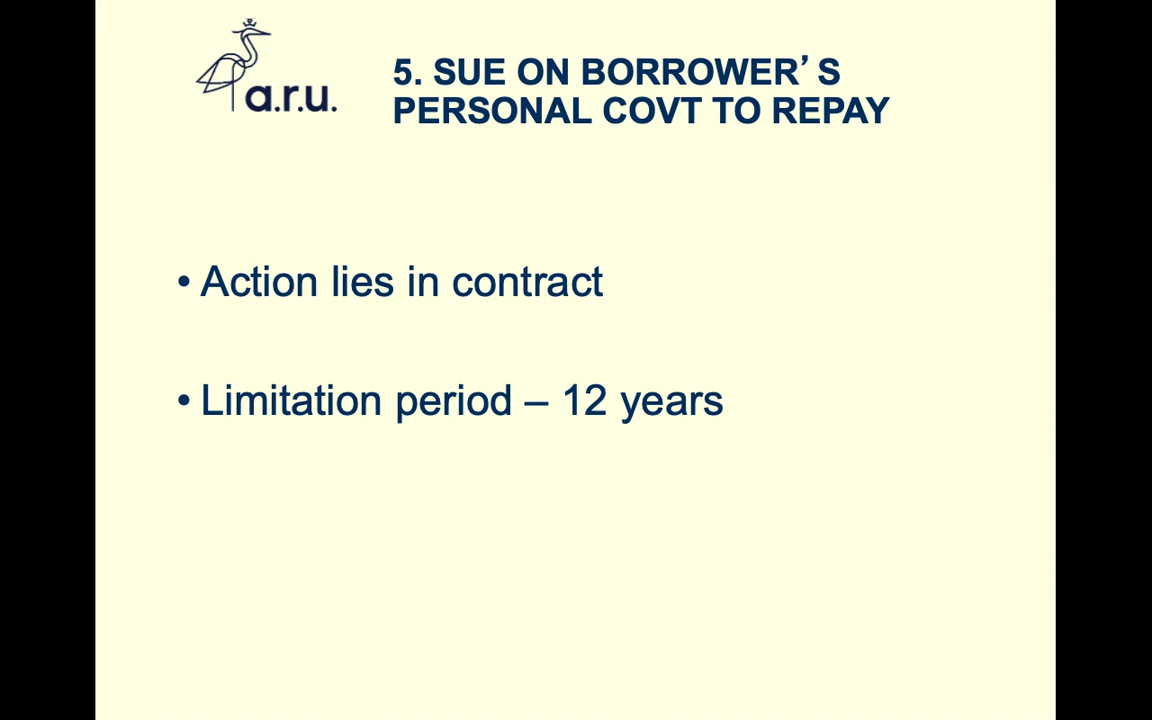 a.r.u.
5. SUE ON BORROWER’S
PERSONAL COVT TO REPAY
• Action lies in contract
• Limitation period – 12 years